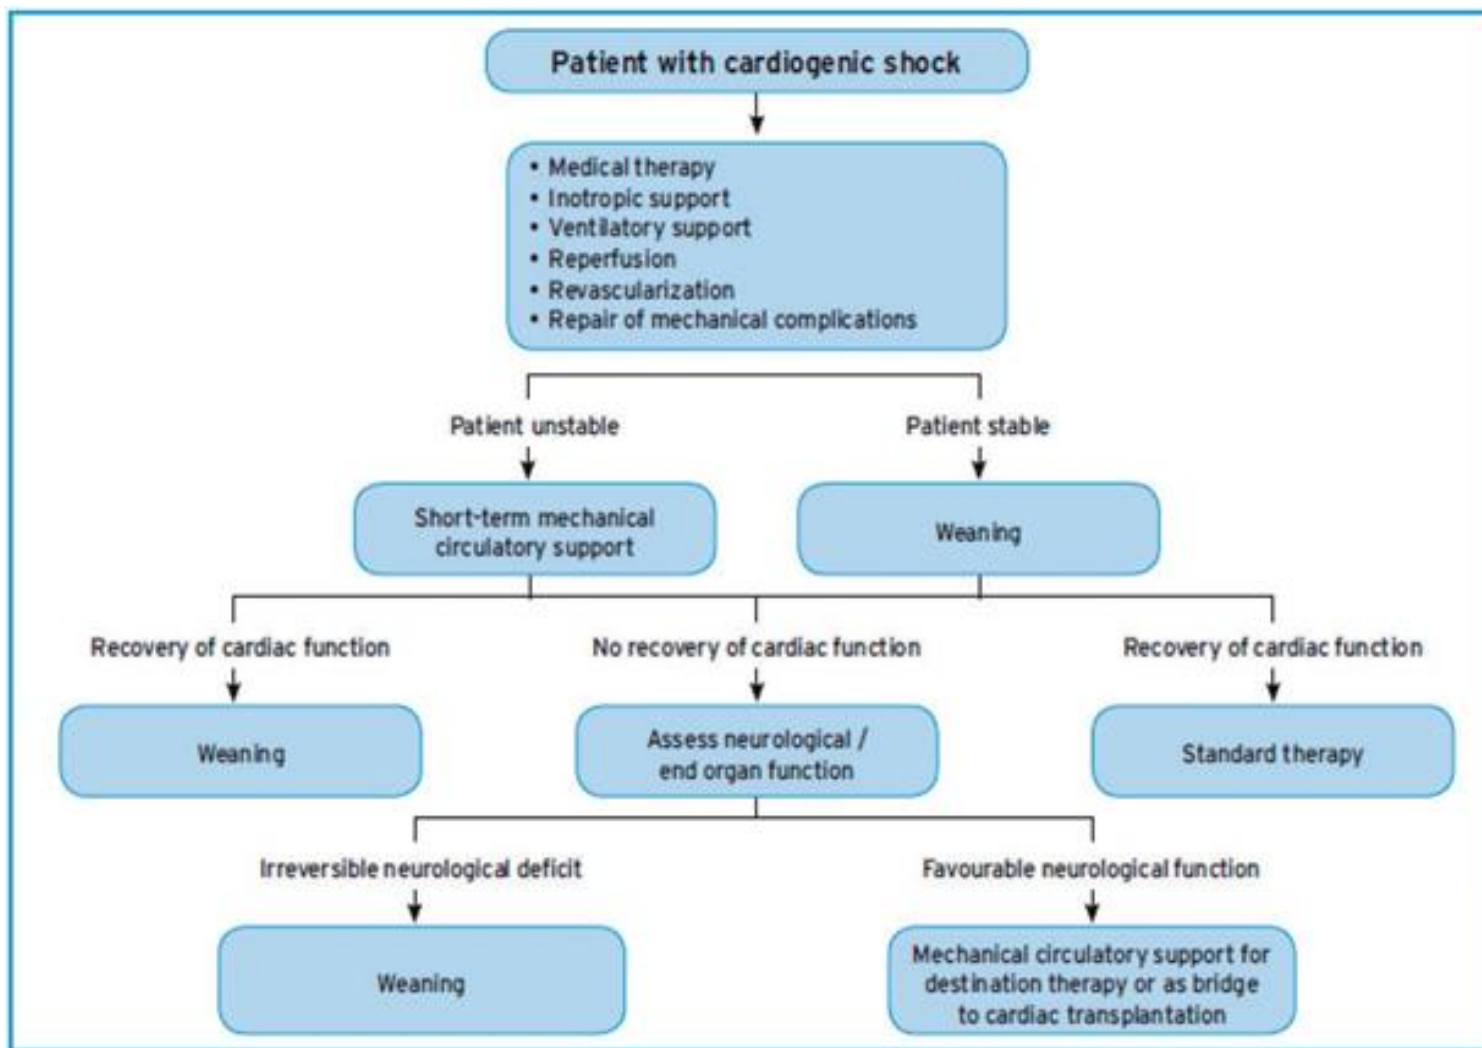 Patient with cardiogenic shock
• Medical therapy
• Inotropic support
• Ventilatory support
• Reperfusion
• Revascularization
• Repair of mechanical complications
Patient unstable
Patient stable
Short-term mechanical
circulatory support
Weaning
Recovery of cardiac function
No recovery of cardiac function
Recovery of cardiac function
Weaning
Assess neurological /
end organ function
Standard therapy
Irreversible neurological deficit
Favourable neurological function
Weaning
Mechanical circulatory support for
destination therapy or as bridge
to cardiac transplantation